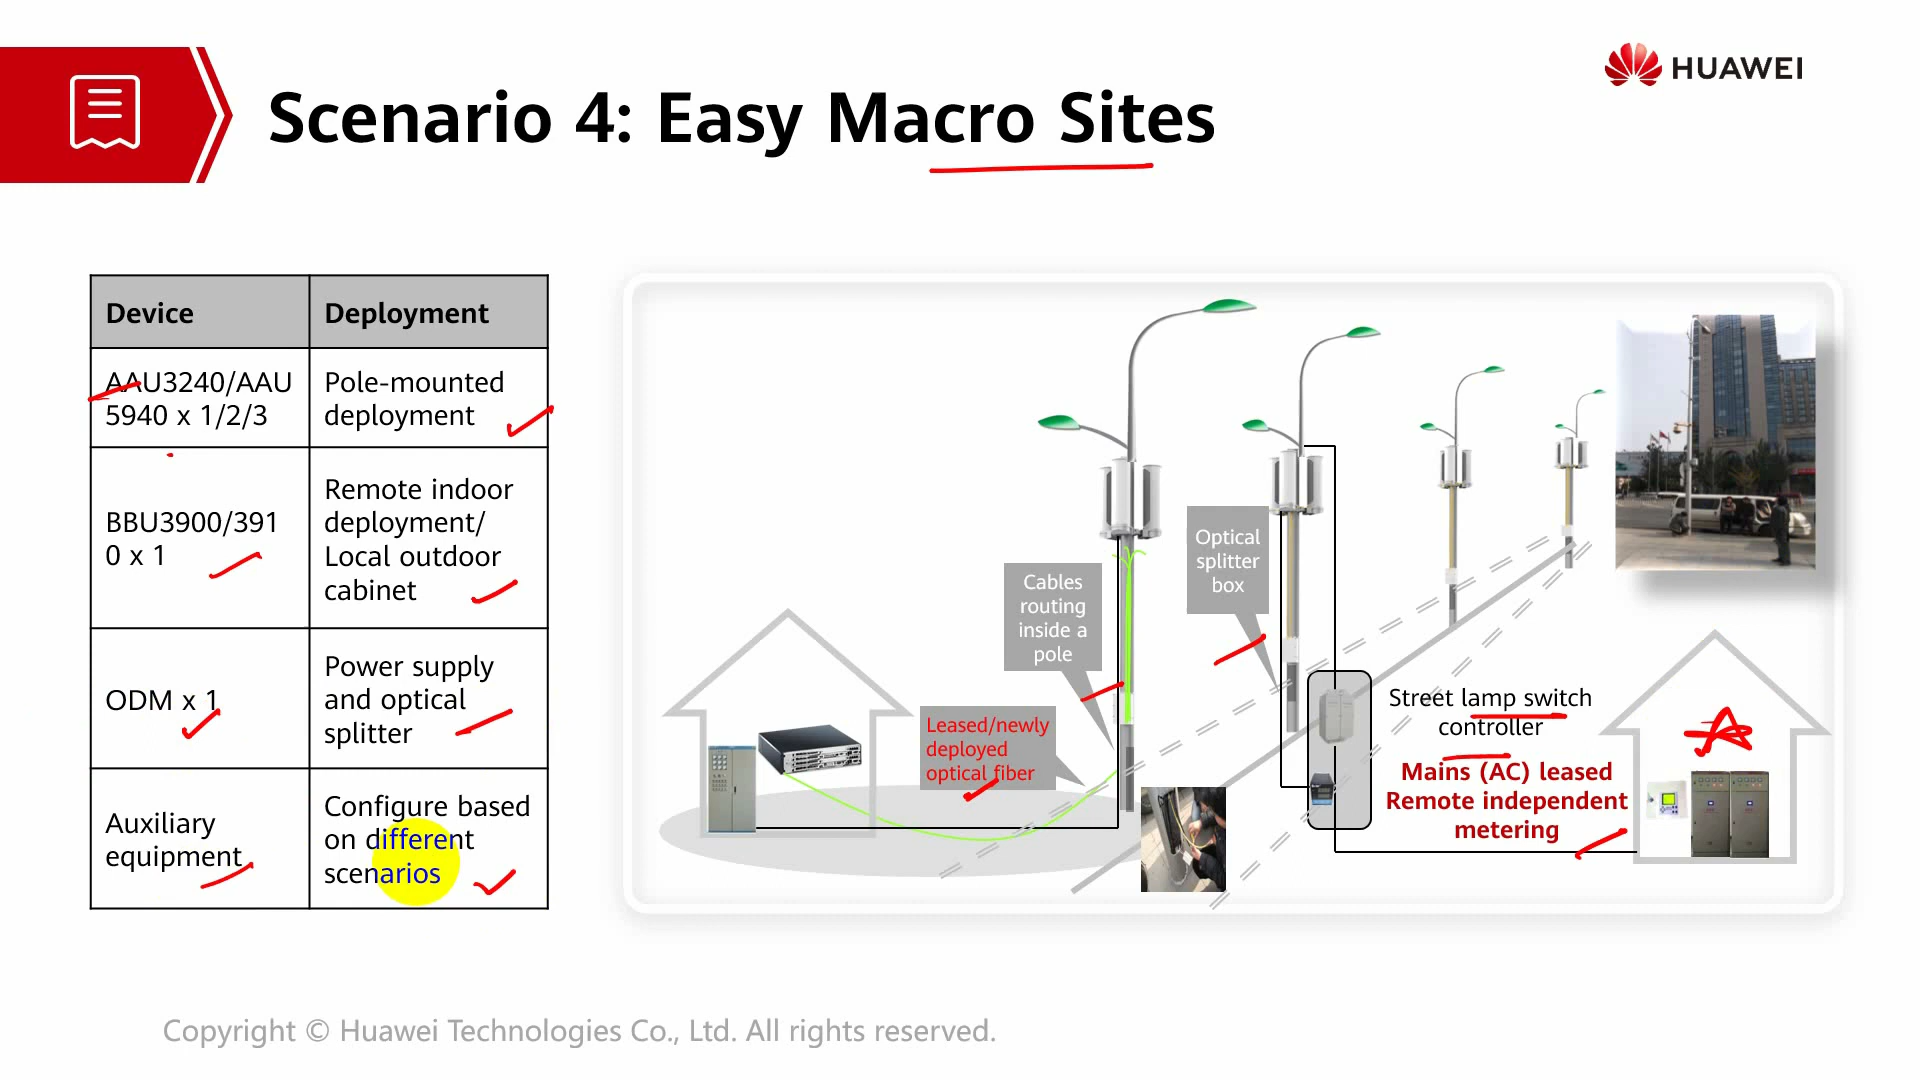 HUAWEI
Scenario 4: Easy Macro Sites
Device
Deployment
AAU3240/AAU
5940 x 1/2/3
Pole-mounted
deployment
BBU3900/391
0 x 1
Remote indoor
deployment/
Local outdoor
cabinet
ODM x 1
Power supply
and optical
splitter
Auxiliary
equipment
Configure based
on different
scenarios
Optical
splitter
box
Cables
routing
inside a
pole
Leased/newly
deployed
optical fiber
Street lamp switch
controller
Mains (AC) leased
Remote independent
metering
Copyright © Huawei Technologies Co., Ltd. All rights reserved.